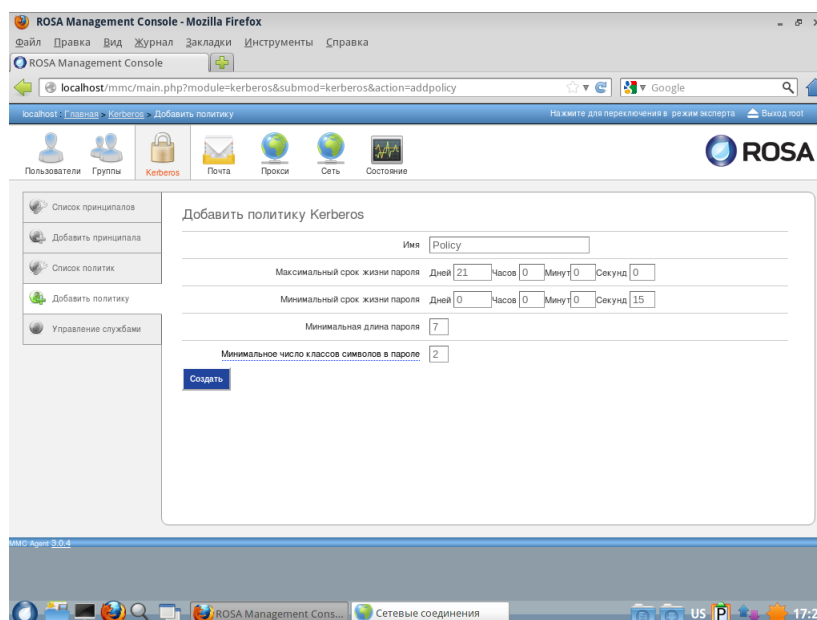 ROSA Management Console - Mozilla Firefox
Файл Правка Вид Журнал Закладки Инструменты Справка
ROSA Management Console
localhost/mmc/main.php?module=kerberos&submod=kerberos&action=addpolicy
Google
localhost : Главная > Kerberos > Добавить политику
Нажмите для переключения в режим эксперта
Выход root
Пользователи Группы Kerberos Почта Прокси Сеть Состояние
ROSA
Список принципалов
Добавить принципала
Список политик
Добавить политику
Управление службами
Добавить политику Kerberos
Имя Policy
Максимальный срок жизни пароля Дней 21 Часов 0 Минут 0 Секунд 0
Минимальный срок жизни пароля Дней 0 Часов 0 Минут 0 Секунд 15
Минимальная длина пароля 7
Минимальное число классов символов в пароле 2
Создать
MMC Agent 3.0.4
ROSA Management Cons...
Сетевые соединения
US
17:2